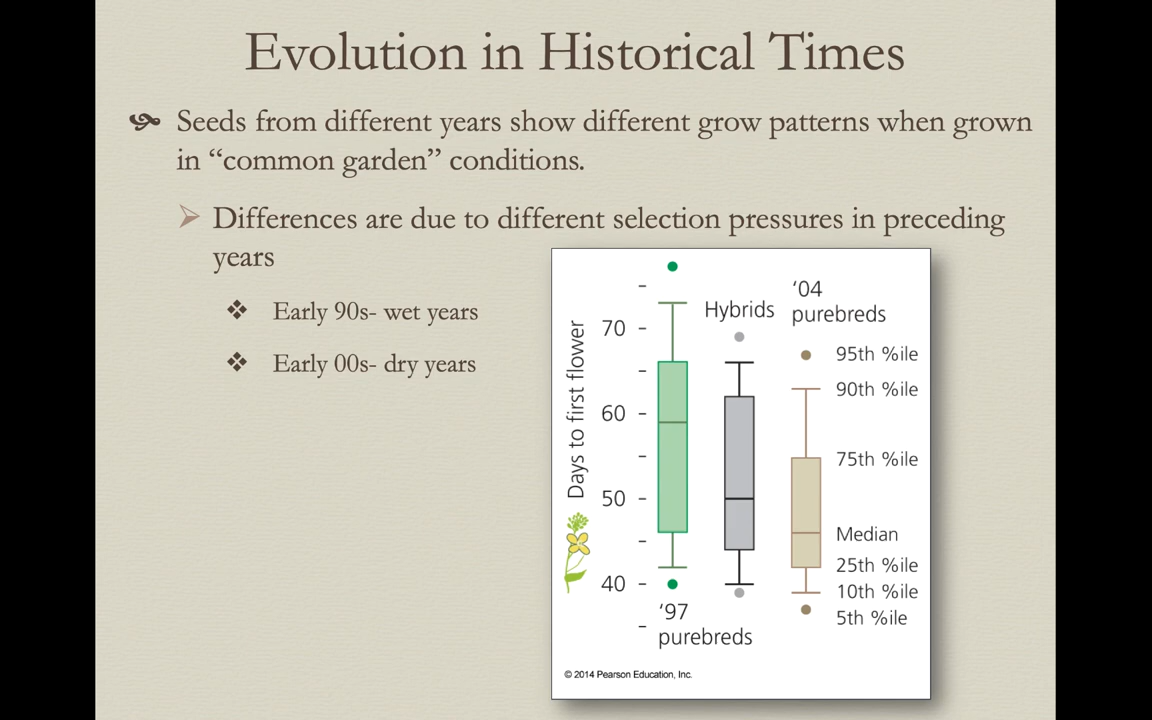 Evolution in Historical Times
Seeds from different years show different grow patterns when grown
in “common garden” conditions.
Differences are due to different selection pressures in preceding
years
Early 90s- wet years
Early 00s- dry years
Days to first flower
70
60
50
40
‘97
purebreds
Hybrids
‘04
purebreds
95th %ile
90th %ile
75th %ile
Median
25th %ile
10th %ile
5th %ile
© 2014 Pearson Education, Inc.